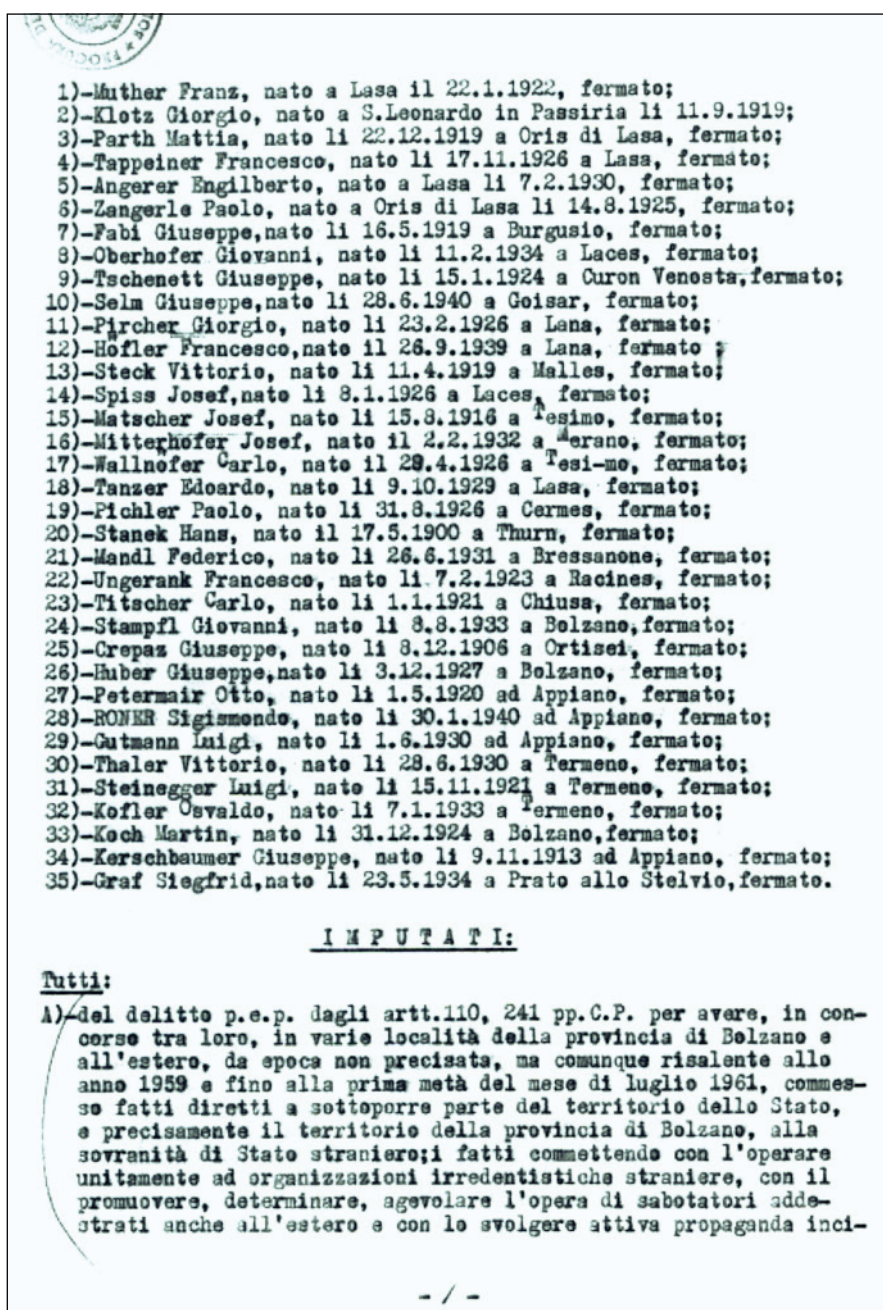 PROCURA DE
BOL
1)-Muther Franz, nato a Lasa il 22.1.1922, fermato;
2)-Klotz Giorgio, nato a S.Leonardo in Passiria li 11.9.1919;
3)-Parth Mattia, nato li 22.12.1919 a Oris di Lasa, fermato;
4)-Tappeiner Francesco, nato li 17.11.1926 a Lasa, fermato;
5)-Angerer Engilberto, nato a Lasa li 7.2.1930, fermato;
6)-Zangerle Paolo, nato a Oris di Lasa li 14.8.1925, fermato;
7)-Fabi Giuseppe,nato li 16.5.1919 a Burgusio, fermato;
8)-Oberhofer Giovanni, nato li 11.2.1934 a Laces, fermato;
9)-Tschenett Giuseppe, nato li 15.1.1924 a Curon Venosta,fermato;
10)-Selm Giuseppe,nato li 28.6.1940 a Goisar, fermato;
11)-Pircher Giorgio, nato li 23.2.1926 a Lana, fermato;
12)-Höfler Francesco,nato il 26.9.1939 a Lana, fermato ;
13)-Steck Vittorio, nato li 11.4.1919 a Malles, fermato;
14)-Spiss Josef,nato li 8.1.1926 a Laces, fermato;
15)-Matscher Josef, nato li 15.8.1916 a Tesimo, fermato;
16)-Mitterhofer Josef, nato il 2.2.1932 a Merano, fermato;
17)-Wallnöfer Carlo, nato il 29.4.1926 a Tesi-mo, fermato;
18)-Tanzer Edoardo, nato li 9.10.1929 a Lasa, fermato;
19)-Pichler Paolo, nato li 31.8.1926 a Cermes, fermato;
20)-Stanek Hans, nato il 17.5.1900 a Thurn, fermato;
21)-Mandl Federico, nato li 26.6.1931 a Bressanone, fermato;
22)-Ungerank Francesco, nato li 7.2.1923 a Racines, fermato;
23)-Titscher Carlo, nato li 1.1.1921 a Chiusa, fermato;
24)-Stampfl Giovanni, nato li 8.8.1933 a Bolzano,fermato;
25)-Crepaz Giuseppe, nato li 8.12.1906 a Ortisei, fermato;
26)-Huber Giuseppe,nato li 3.12.1927 a Bolzano, fermato;
27)-Petermair Otto, nato li 1.5.1920 ad Appiano, fermato;
28)-RONER Sigismondo, nato li 30.1.1940 ad Appiano, fermato;
29)-Gutmann Luigi, nato li 1.6.1930 ad Appiano, fermato;
30)-Thaler Vittorio, nato li 28.6.1930 a Termeno, fermato;
31)-Steinegger Luigi, nato li 15.11.1921 a Termeno, fermato;
32)-Kofler Osvaldo, nato li 7.1.1933 a Termeno, fermato;
33)-Koch Martin, nato li 31.12.1924 a Bolzano,fermato;
34)-Kerschbaumer Giuseppe, nato li 9.11.1913 ad Appiano, fermato;
35)-Graf Siegfrid,nato li 23.5.1934 a Prato allo Stelvio,fermato.
I M P U T A T I:
Tutti:
A)-del delitto p.e.p. dagli artt.110, 241 pp.C.P. per avere, in con-
corso tra loro, in varie località della provincia di Bolzano e
all'estero, da epoca non precisata, ma comunque risalente allo
anno 1959 e fino alla prima metà del mese di luglio 1961, commes-
so fatti diretti a sottoporre parte del territorio dello Stato,
e precisamente il territorio della provincia di Bolzano, alla
sovranità di Stato straniero;i fatti commettendo con l'operare
unitamente ad organizzazioni irredentistiche straniere, con il
promuovere, determinare, agevolare l'opera di sabotatori adde-
strati anche all'estero e con lo svolgere attiva propaganda inci-
- / -